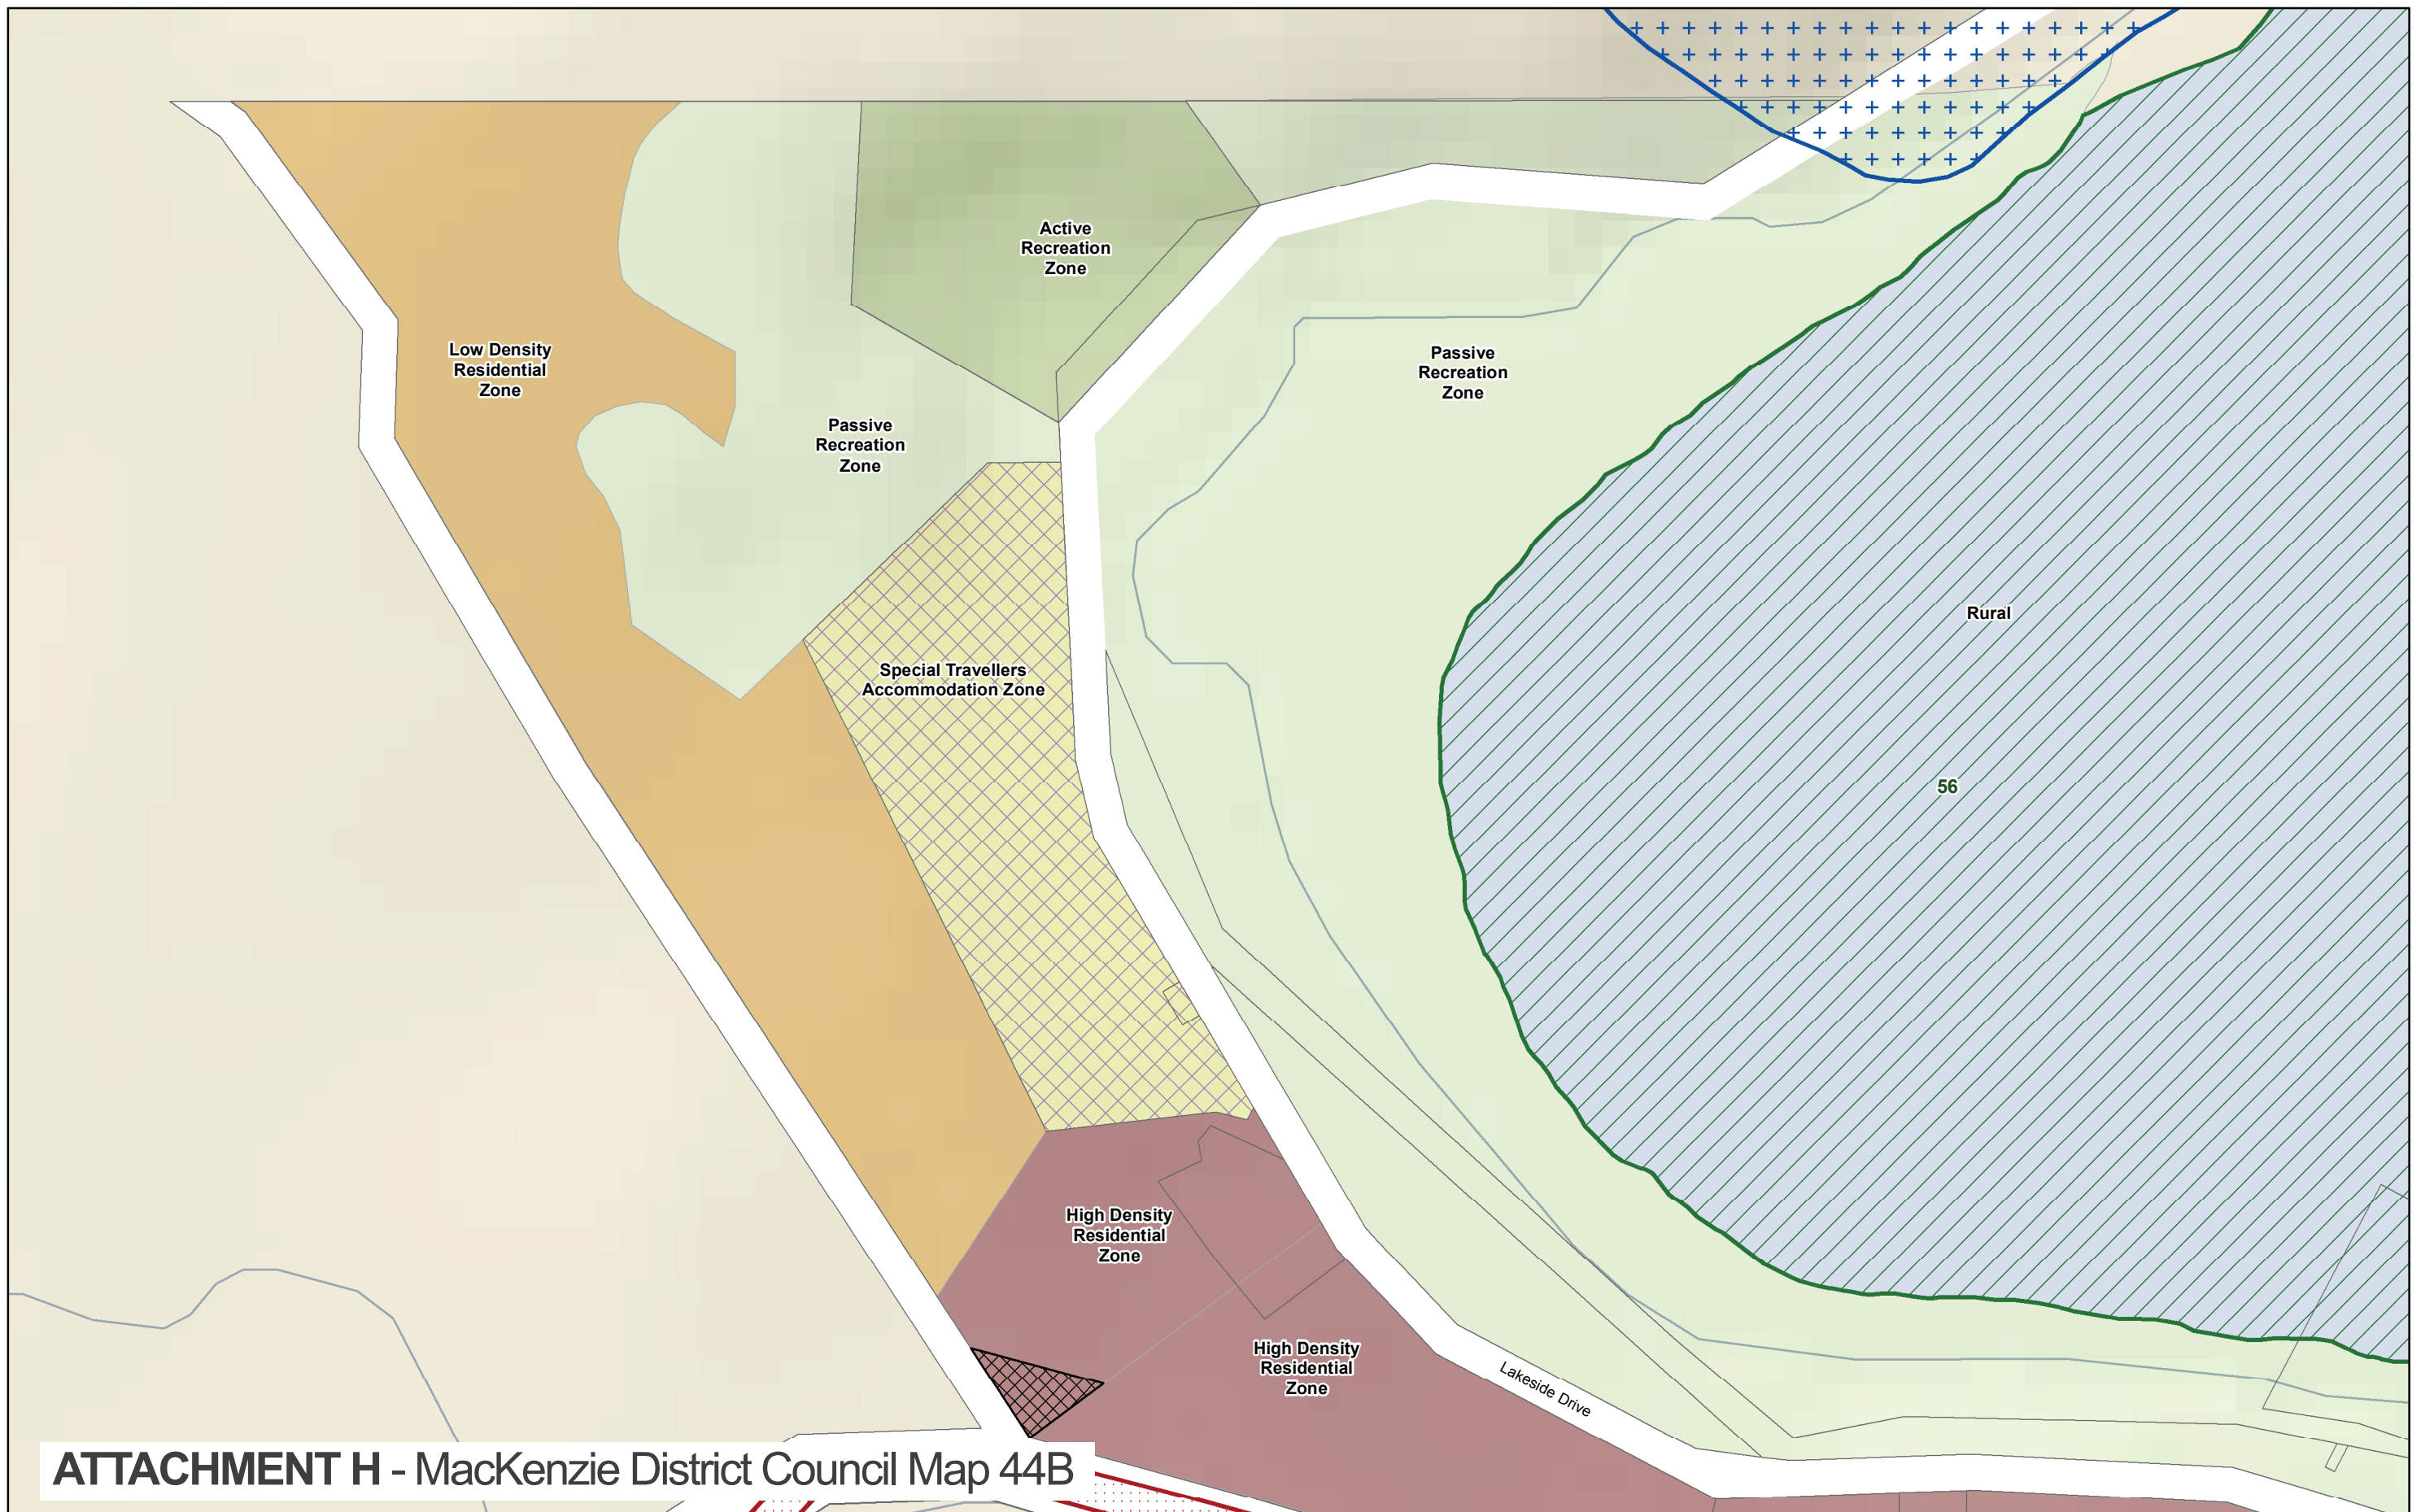 Active
Recreation
Zone
Low Density
Residential
Zone
Passive
Recreation
Zone
Passive
Recreation
Zone
Rural
Special Travellers
Accommodation Zone
56
High Density
Residential
Zone
High Density
Residential
Zone
Lakeside Drive
ATTACHMENT H - MacKenzie District Council Map 44B